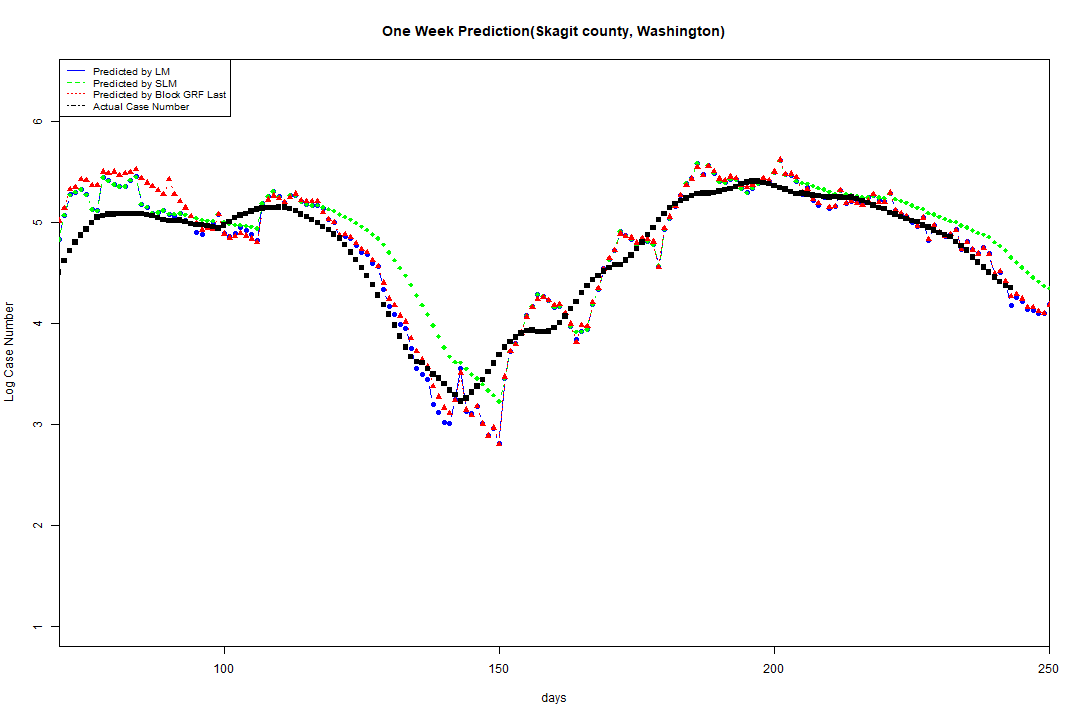 One Week Prediction(Skagit county, Washington)
Predicted by LM
Predicted by SLM
Predicted by Block GRF Last
Actual Case Number
6
5
4
3
2
1
Log Case Number
100
150
200
250
days